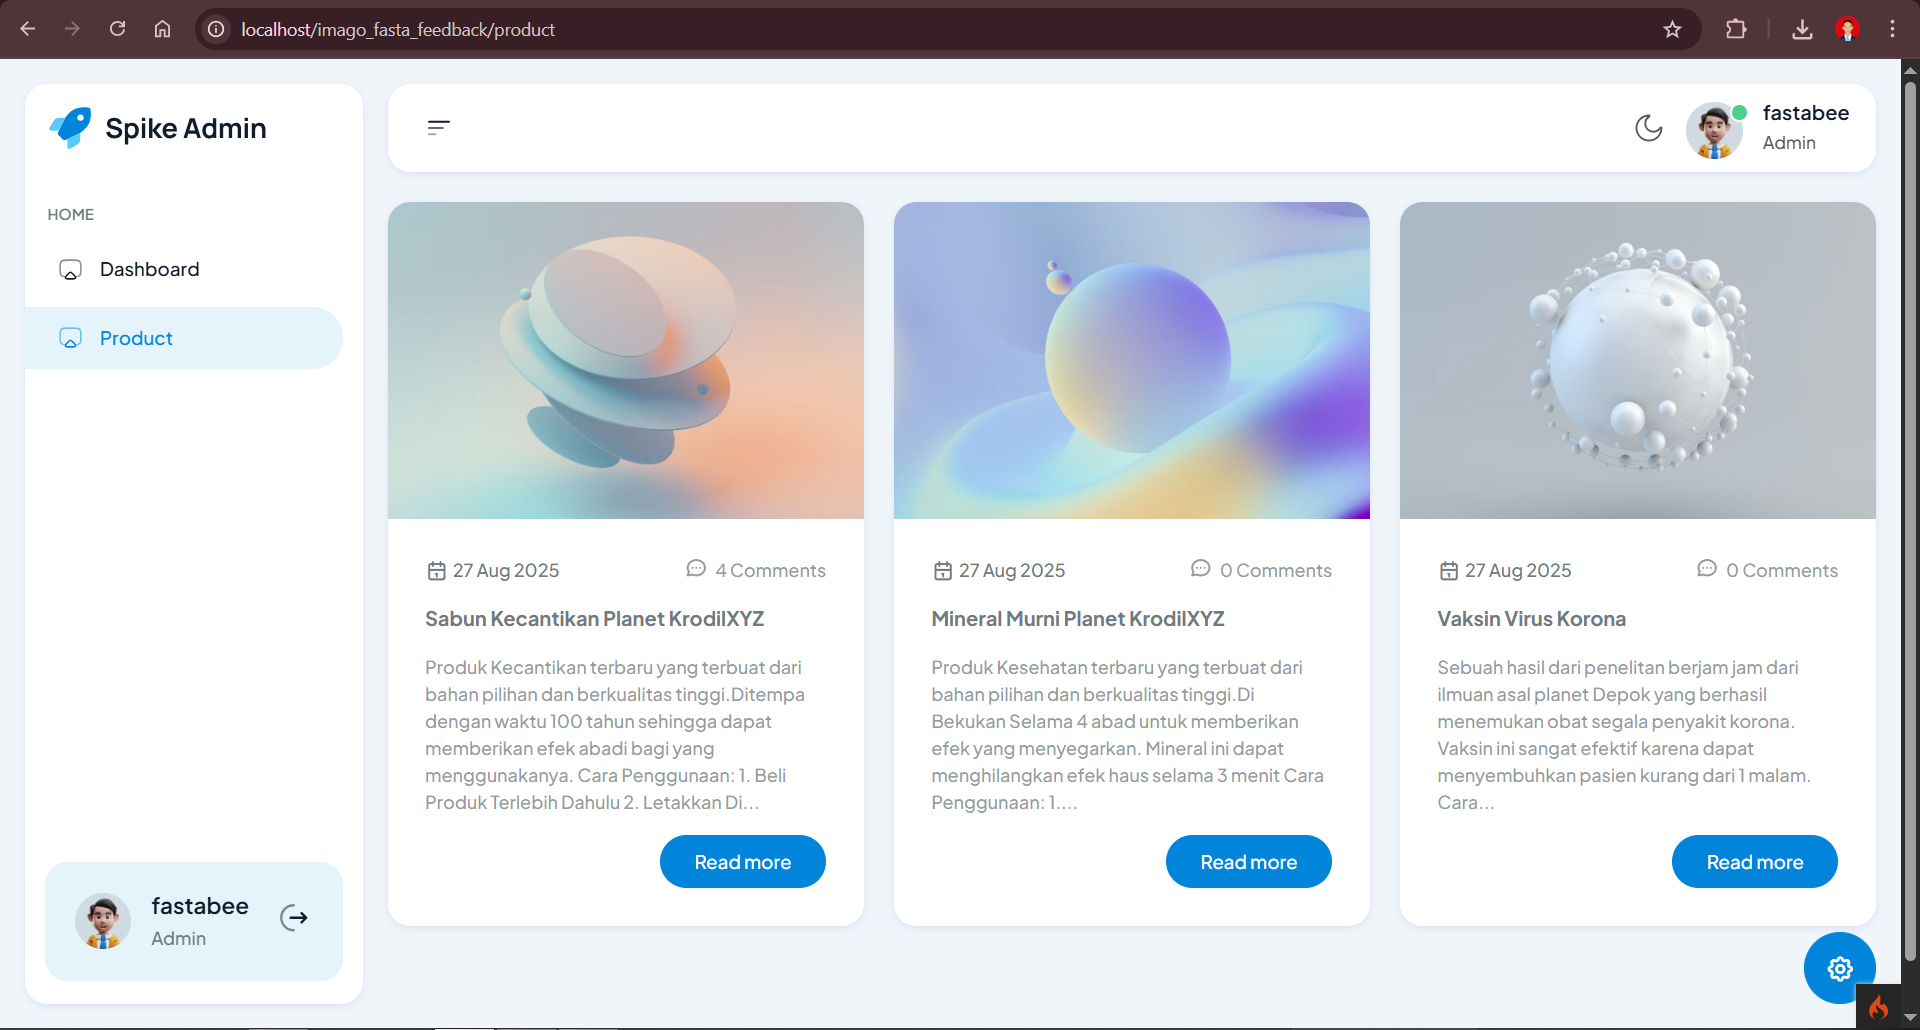 localhost/imago_fasta_feedback/product
Spike Admin
HOME
Dashboard
Product
fastabee
Admin
fastabee
Admin
27 Aug 2025
4 Comments
Sabun Kecantikan Planet KrodilXYZ
Produk Kecantikan terbaru yang terbuat dari
bahan pilihan dan berkualitas tinggi.Ditempa
dengan waktu 100 tahun sehingga dapat
memberikan efek abadi bagi yang
menggunakanya. Cara Penggunaan: 1. Beli
Produk Terlebih Dahulu 2. Letakkan Di...
Read more
27 Aug 2025
0 Comments
Mineral Murni Planet KrodilXYZ
Produk Kesehatan terbaru yang terbuat dari
bahan pilihan dan berkualitas tinggi.Di
Bekukan Selama 4 abad untuk memberikan
efek yang menyegarkan. Mineral ini dapat
menghilangkan efek haus selama 3 menit Cara
Penggunaan: 1....
Read more
27 Aug 2025
0 Comments
Vaksin Virus Korona
Sebuah hasil dari penelitan berjam jam dari
ilmuan asal planet Depok yang berhasil
menemukan obat segala penyakit korona.
Vaksin ini sangat efektif karena dapat
menyembuhkan pasien kurang dari 1 malam.
Cara...
Read more